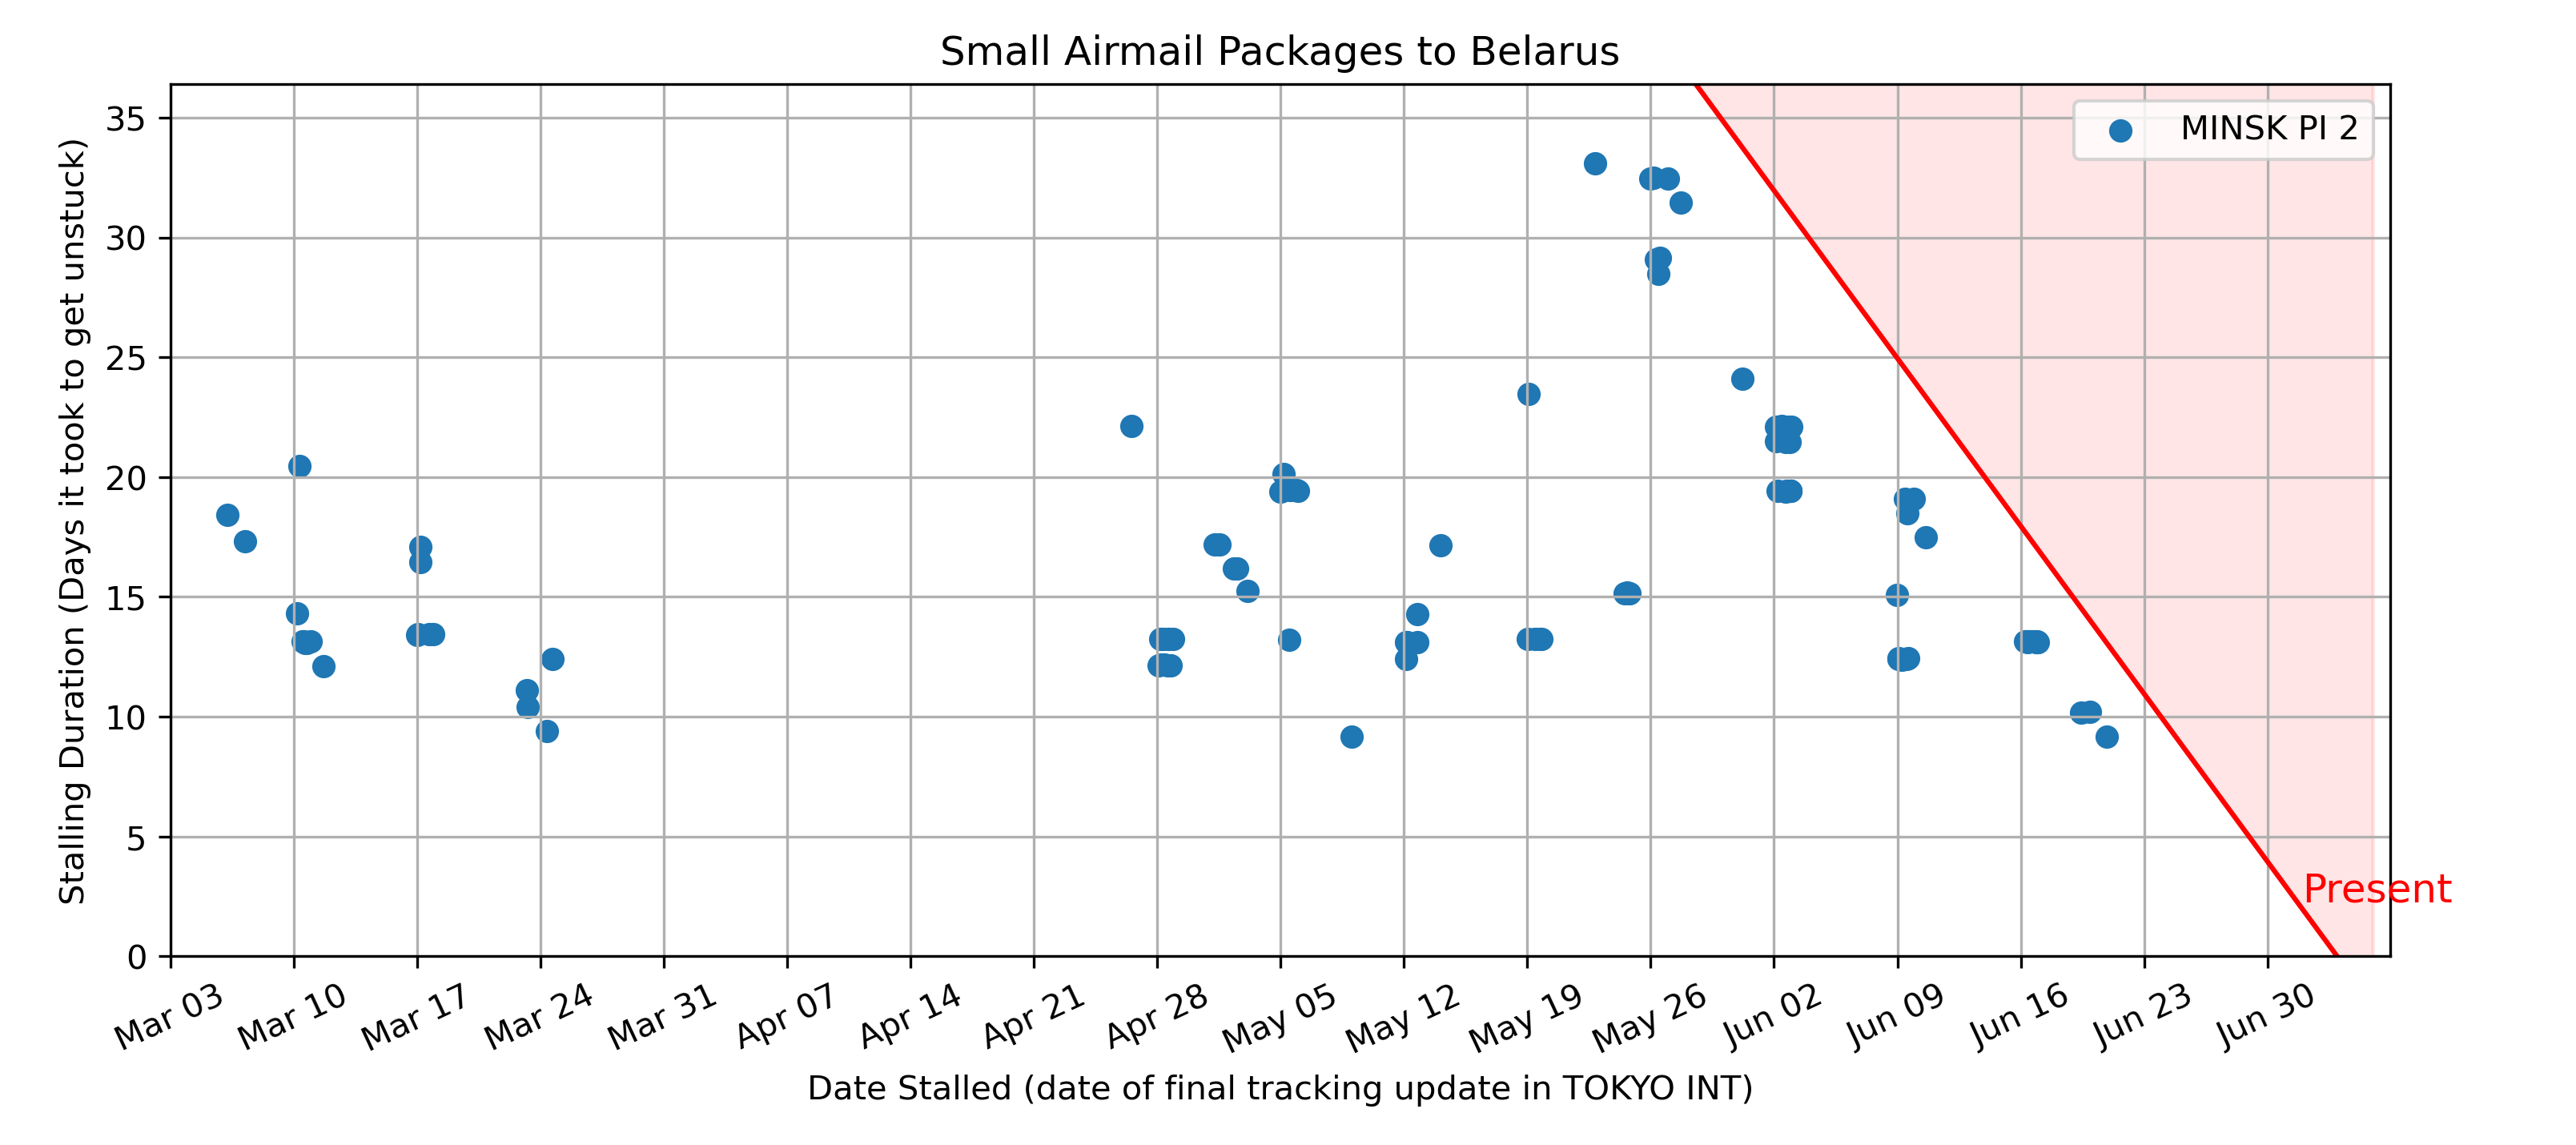 Small Airmail Packages to Belarus
MINSK PI 2
Stalling Duration (Days it took to get unstuck)
35
30
25
20
15
10
5
0
Present
Mar 03
Mar 10
Mar 17
Mar 24
Mar 31
Apr 07
Apr 14
Apr 21
Apr 28
May 05
May 12
May 19
May 26
Jun 02
Jun 09
Jun 16
Jun 23
Jun 30
Date Stalled (date of final tracking update in TOKYO INT)